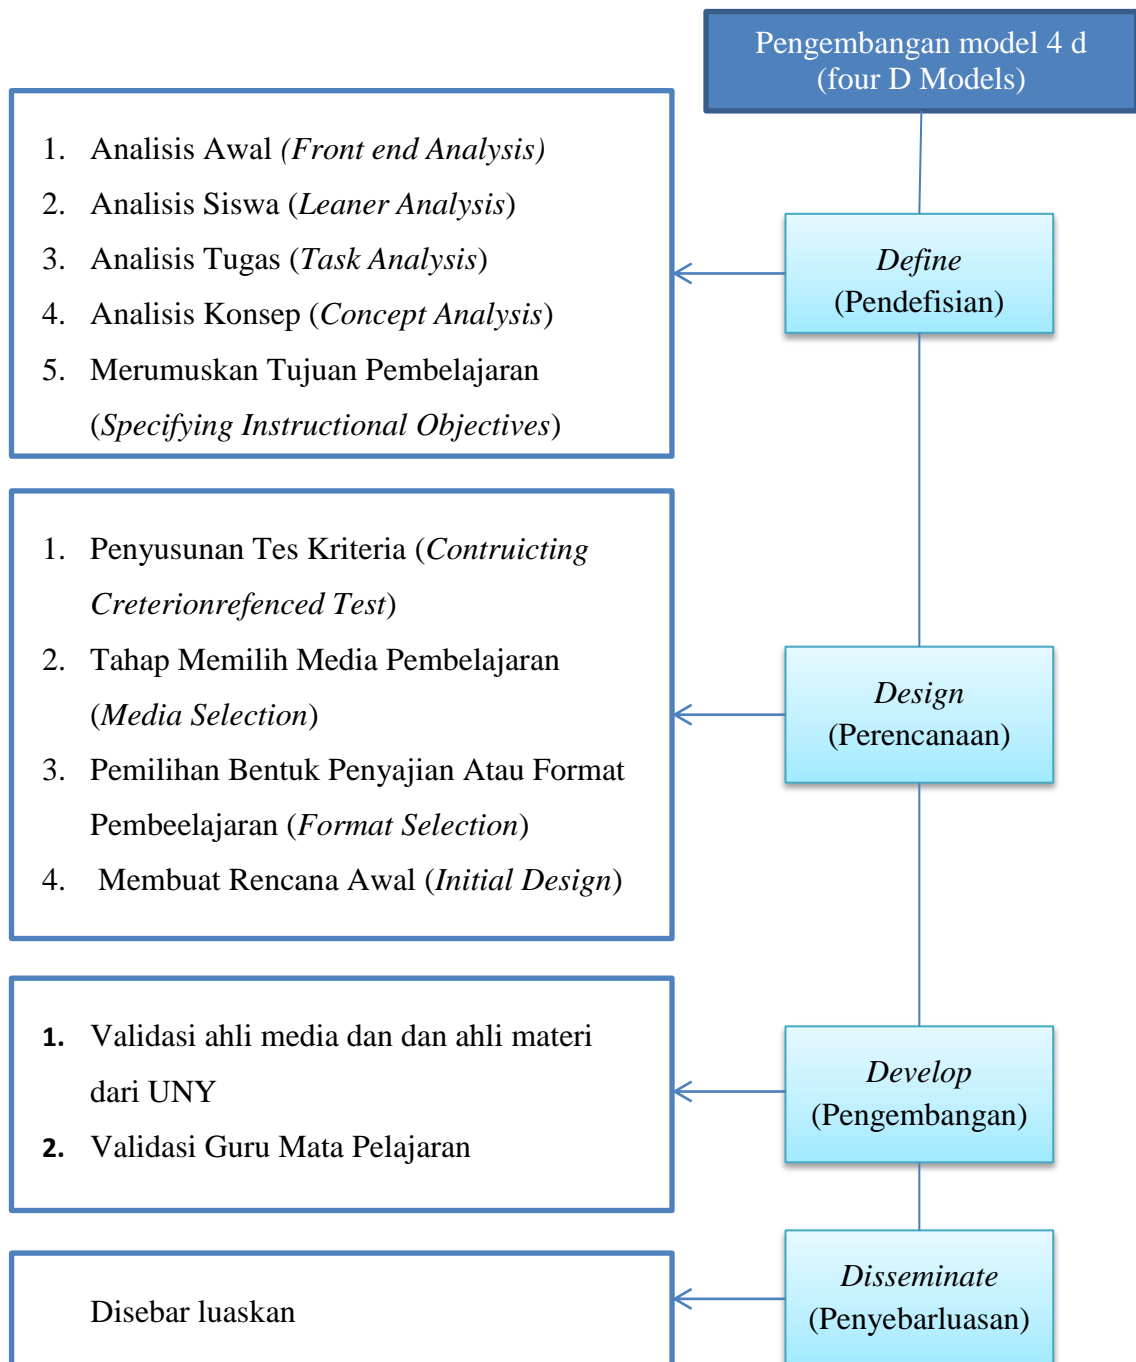 Pengembangan model 4 d
(four D Models)
1. Analisis Awal (Front end Analysis)
2. Analisis Siswa (Leaner Analysis)
3. Analisis Tugas (Task Analysis)
4. Analisis Konsep (Concept Analysis)
5. Merumuskan Tujuan Pembelajaran
(Specifying Instructional Objectives)
Define
(Pendefisian)
1. Penyusunan Tes Kriteria (Contruicting
Creterionrefenced Test)
2. Tahap Memilih Media Pembelajaran
(Media Selection)
3. Pemilihan Bentuk Penyajian Atau Format
Pembeelajaran (Format Selection)
4. Membuat Rencana Awal (Initial Design)
Design
(Perencanaan)
1. Validasi ahli media dan dan ahli materi
dari UNY
2. Validasi Guru Mata Pelajaran
Develop
(Pengembangan)
Disebar luaskan
Disseminate
(Penyebarluasan)